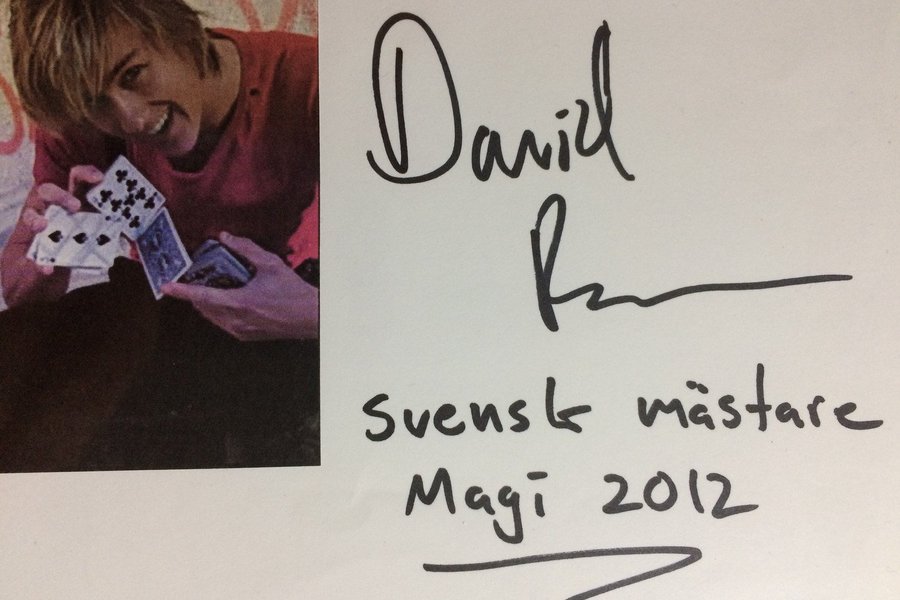 David
svensk mästare
Magi 2012